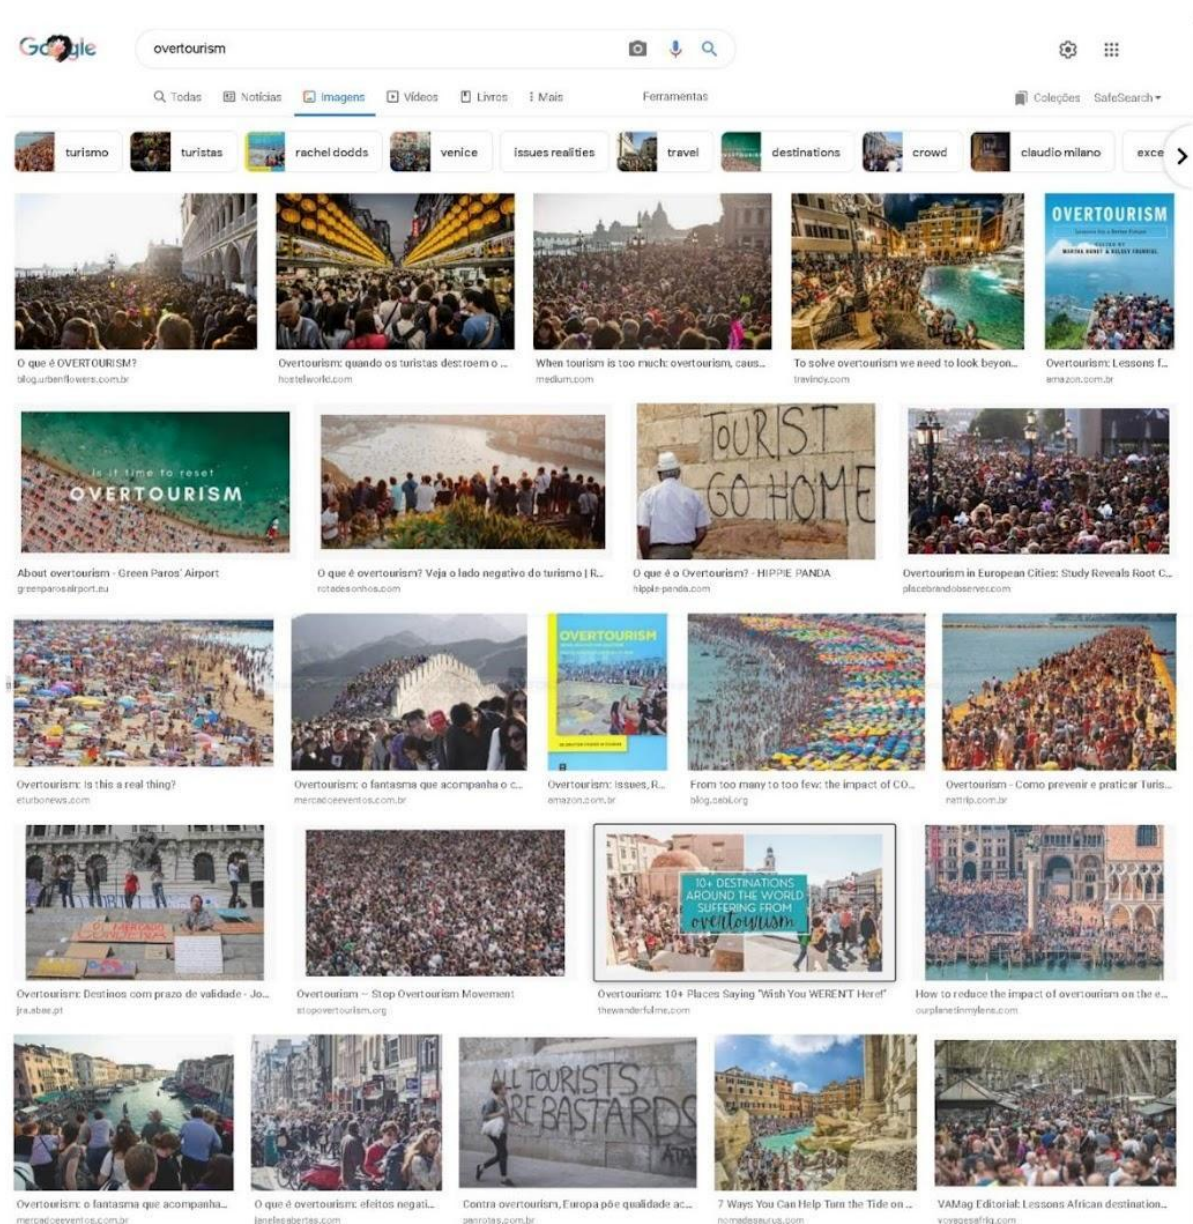 Google
overtourism
Todas Notícias Imagens Vídeos Livros Mais Ferramentas Coleções SafeSearch
turismo turistas rachel dodds venice issues realities travel destinations crowd claudio milano exce
OVERTOURISM
O que é OVERTOURISM? Overtourism: quando os turistas destroem o ... When tourism is too much: overtourism, caus... To solve overtourism we need to look beyon... Overtourism: Lessons f...
blog.urbanflowers.com.br hostelworld.com medium.com travindy.com amazon.com.br
is it time to reset
OVERTOURISM
TOURIST
GO HOME
About overtourism - Green Paros' Airport O que é overtourism? Veja o lado negativo do turismo | R... O que é o Overtourism? - HIPPIE PANDA Overtourism in European Cities: Study Reveals Root C...
greenparosairport.eu rotadesonhos.com hippie-panda.com placebrandobserver.com
OVERTOURISM
Overtourism: Is this a real thing? Overtourism: o fantasma que acompanha o c... Overtourism: Issues, R... From too many to too few: the impact of CO... Overtourism - Como prevenir e praticar Turis...
eturbonews.com mercadoeeventos.com.br amazon.com.br blog.cabi.org nattrip.com.br
10+ DESTINATIONS
AROUND THE WORLD
SUFFERING FROM
overtourism
Overtourism: Destinos com prazo de validade - Jo... Overtourism – Stop Overtourism Movement Overtourism: 10+ Places Saying "Wish You WEREN'T Here!" How to reduce the impact of overtourism on the e...
jra.abae.pt stopovertourism.org thewanderfulme.com ourplanetinmylens.com
ALL TOURISTS
ARE BASTARDS
Overtourism: o fantasma que acompanha... O que é overtourism: efeitos negati... Contra overtourism, Europa põe qualidade ac... 7 Ways You Can Help Turn the Tide on ... VAMag Editorial: Lessons African destination...
mercadoeeventos.com.br janelasabertas.com panrotas.com.br nomadasaurus.com voyagesafriq.com